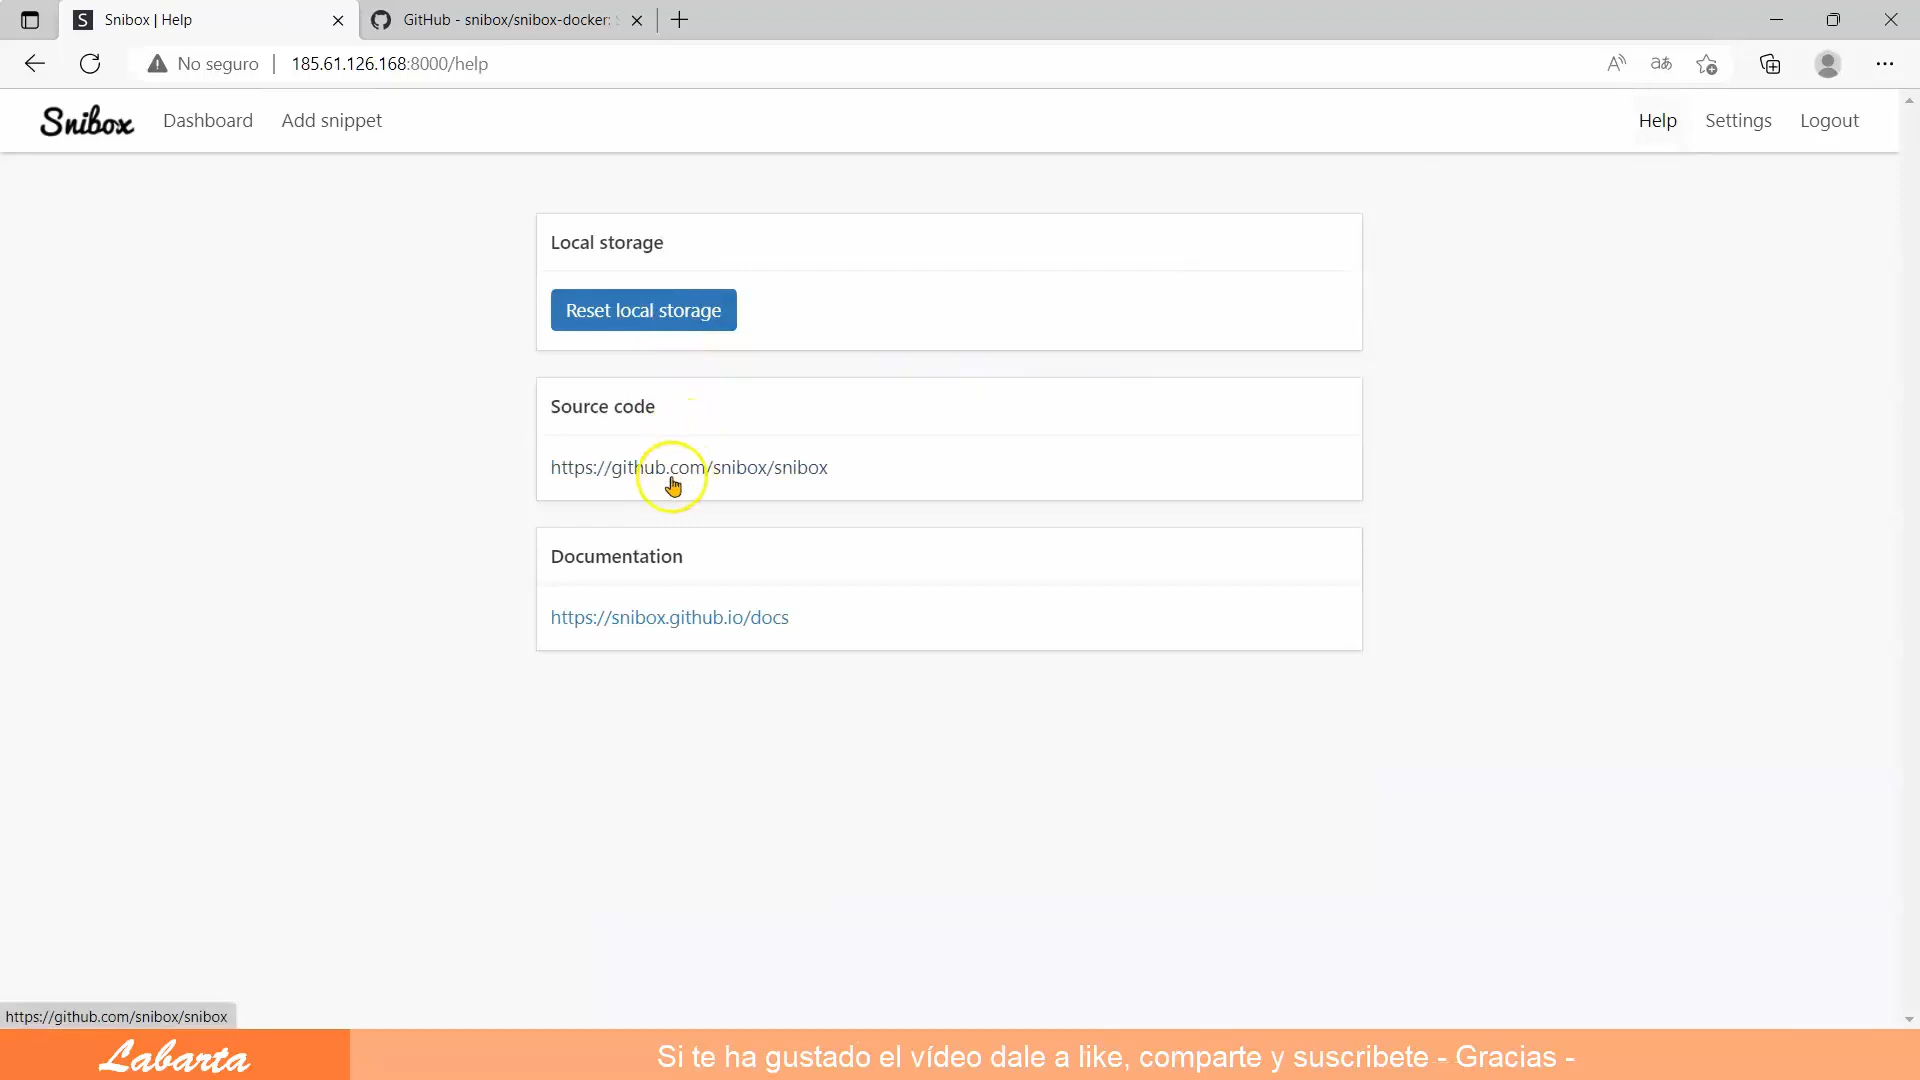 Snibox | Help
GitHub - snibox/snibox-docker:
No seguro
185.61.126.168:8000/help
Snibox
Dashboard
Add snippet
Help
Settings
Logout
Local storage
Reset local storage
Source code
https://github.com/snibox/snibox
Documentation
https://snibox.github.io/docs
https://github.com/snibox/snibox
Labarta
Si te ha gustado el vídeo dale a like, comparte y suscribete - Gracias -